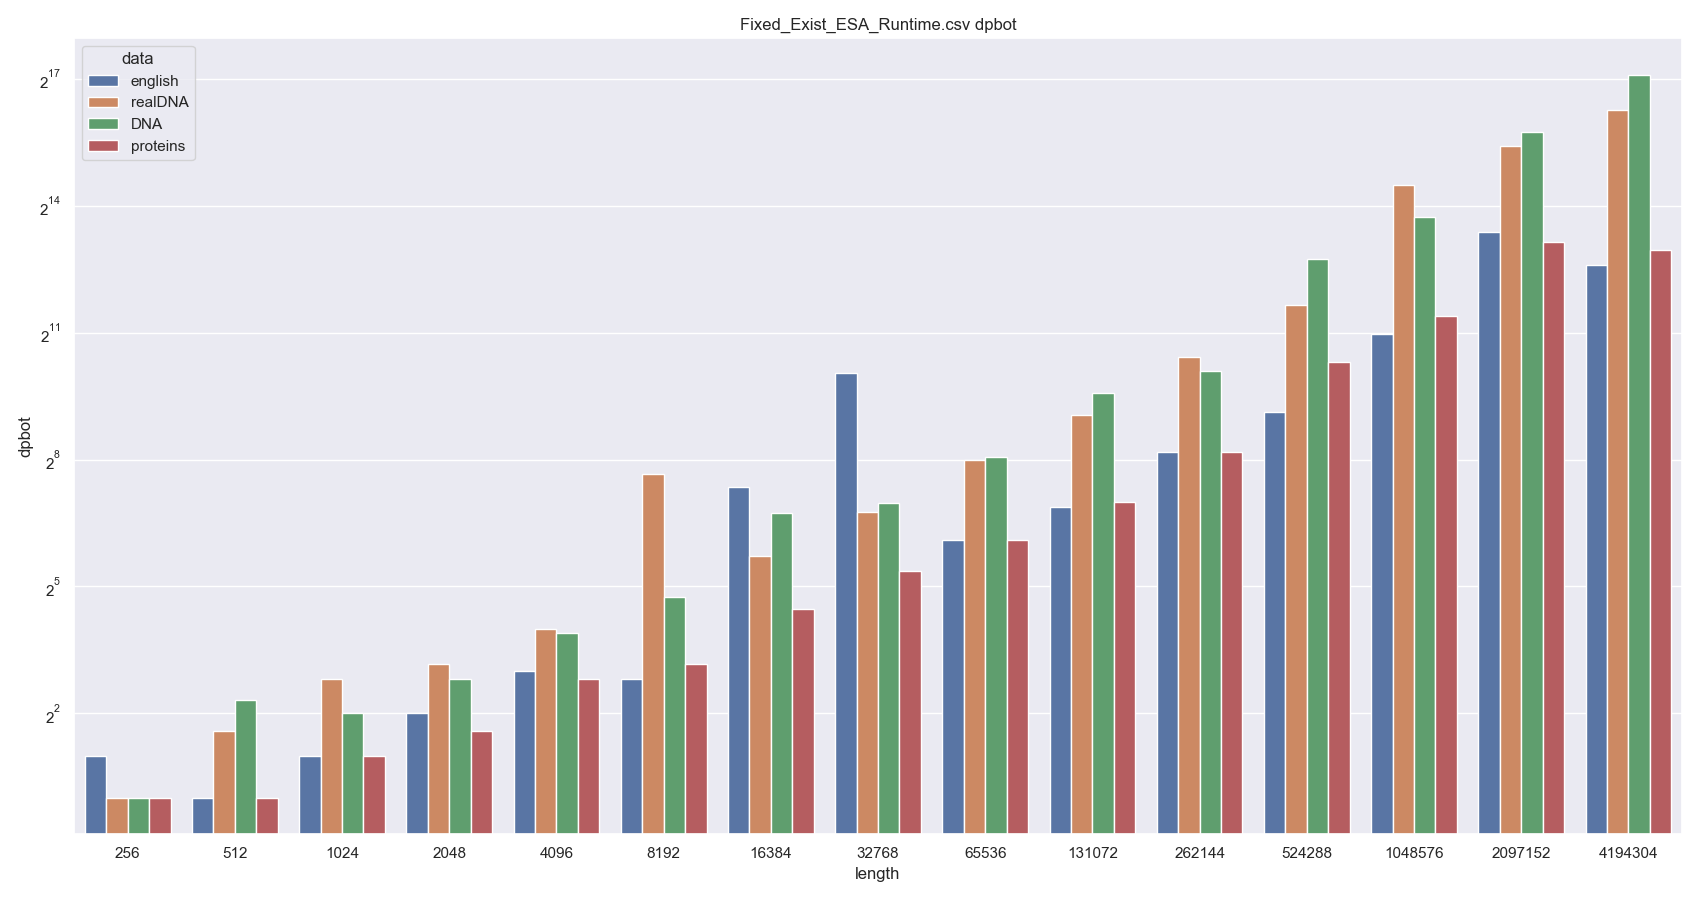 Fixed_Exist_ESA_Runtime.csv dpbot
data
english
realDNA
DNA
proteins
2^17
2^14
2^11
2^8
2^5
2^2
dpbot
256 512 1024 2048 4096 8192 16384 32768 65536 131072 262144 524288 1048576 2097152 4194304
length